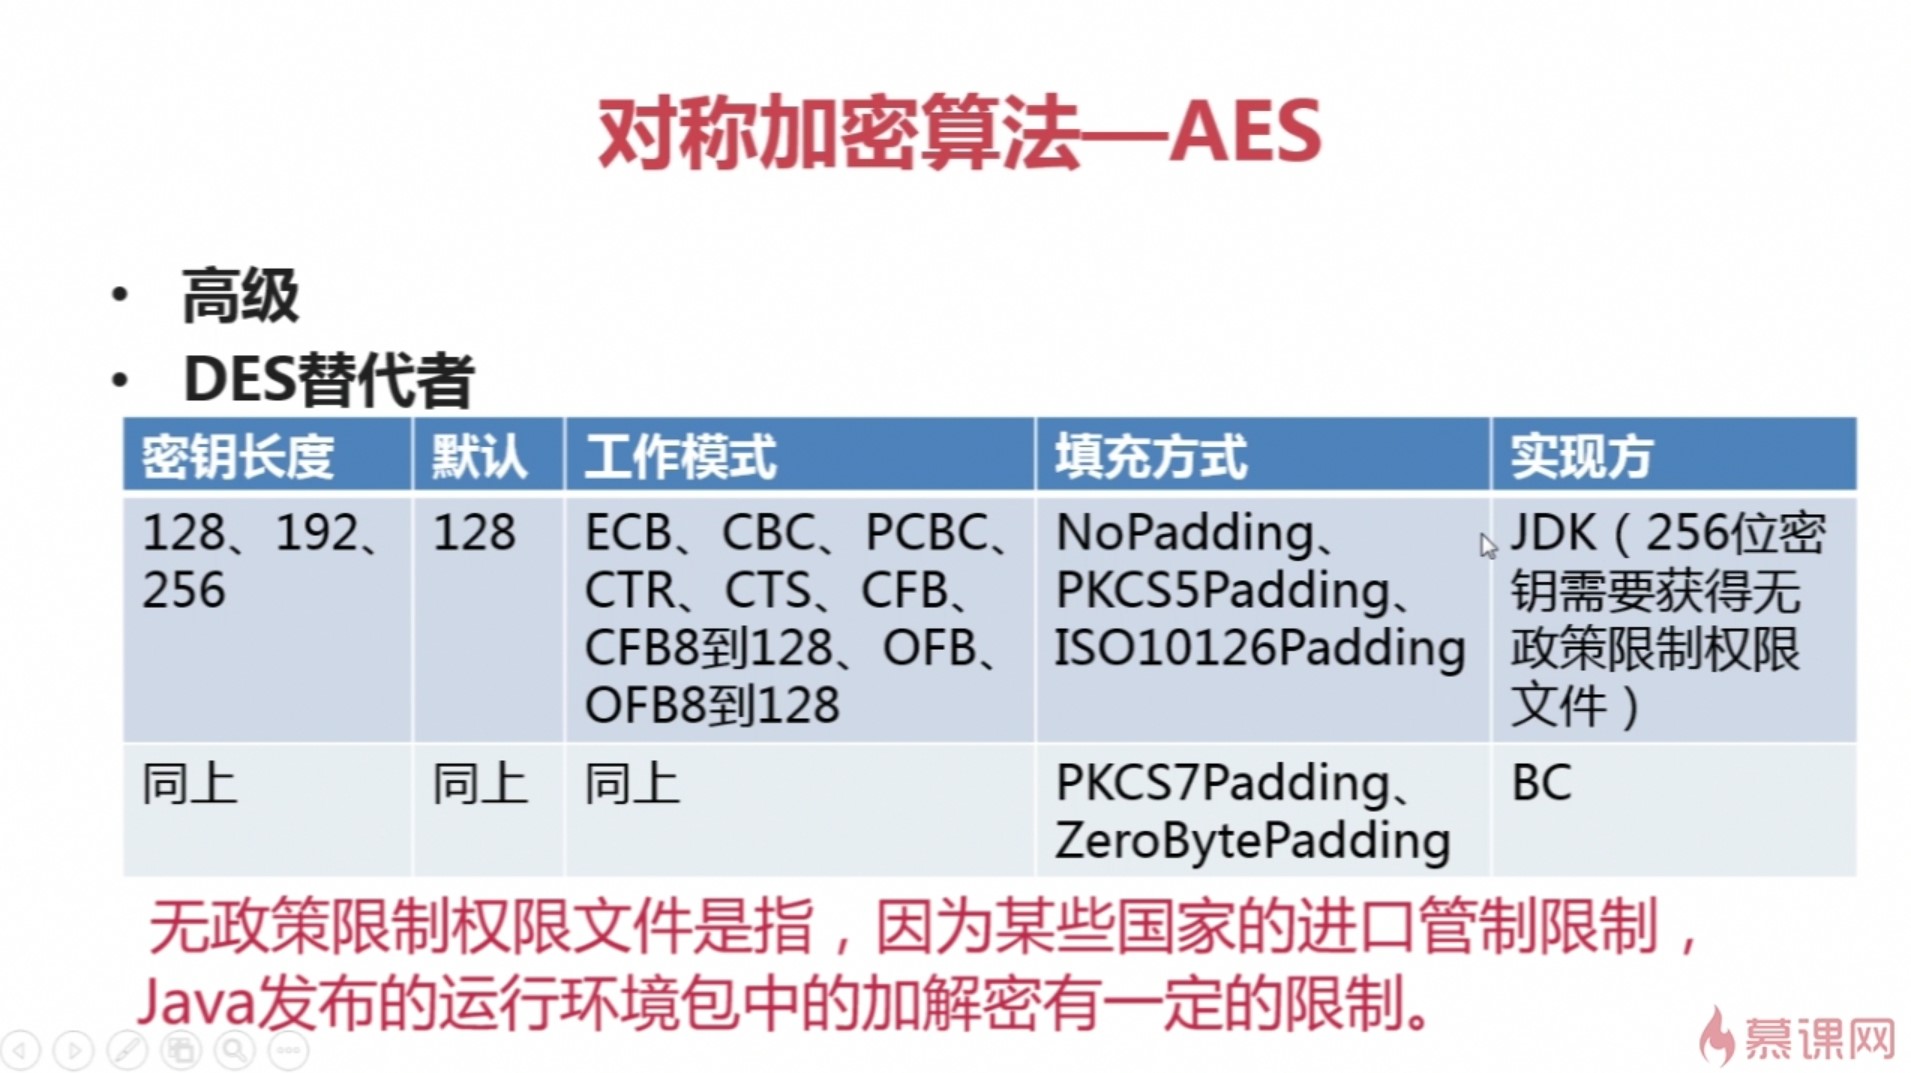 对称加密算法—AES
• 高级
• DES替代者
密钥长度 默认 工作模式 填充方式 实现方
128、192、 128 ECB、CBC、PCBC、 NoPadding、 JDK（256位密
256 CTR、CTS、CFB、 PKCS5Padding、 钥需要获得无
CFB8到128、OFB、 ISO10126Padding 政策限制权限
OFB8到128 文件）
同上 同上 同上 PKCS7Padding、 BC
ZeroBytePadding
无政策限制权限文件是指，因为某些国家的进口管制限制，
Java发布的运行环境包中的加解密有一定的限制。
慕课网